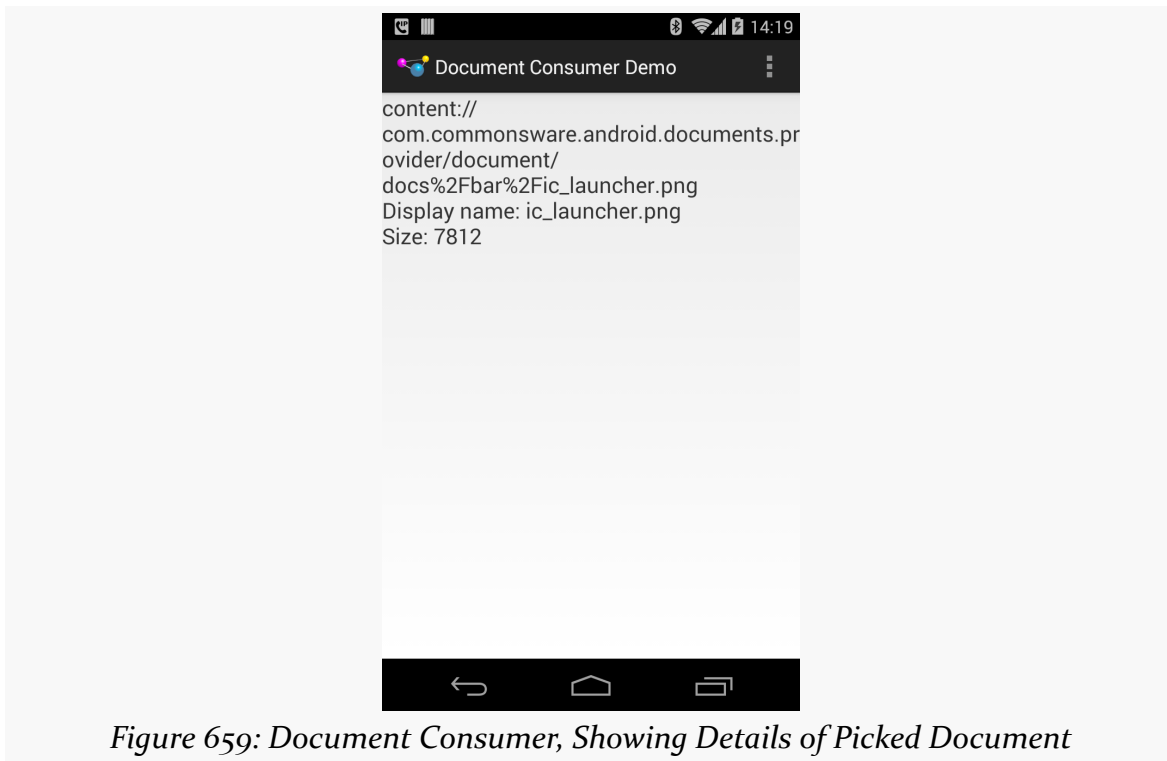 14:19
Document Consumer Demo
content://
com.commonsware.android.documents.pr
ovider/document/
docs%2Fbar%2Fic_launcher.png
Display name: ic_launcher.png
Size: 7812
Figure 659: Document Consumer, Showing Details of Picked Document